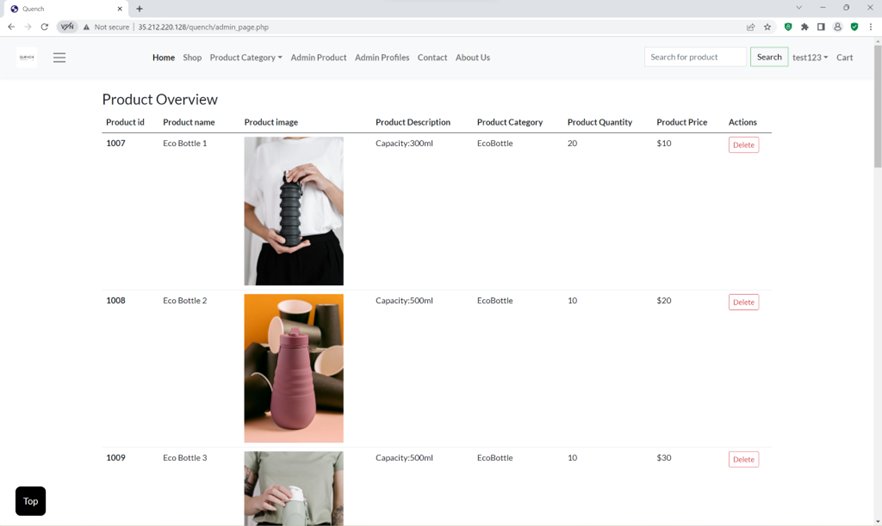 Quench
Not secure | 35.212.220.128/quench/admin_page.php
QUENCH Home Shop Product Category Admin Product Admin Profiles Contact About Us Search for product Search test123 Cart
Product Overview
Product id Product name Product image Product Description Product Category Product Quantity Product Price Actions
1007 Eco Bottle 1 Capacity:300ml EcoBottle 20 $10 Delete
1008 Eco Bottle 2 Capacity:500ml EcoBottle 10 $20 Delete
1009 Eco Bottle 3 Capacity:500ml EcoBottle 10 $30 Delete
Top